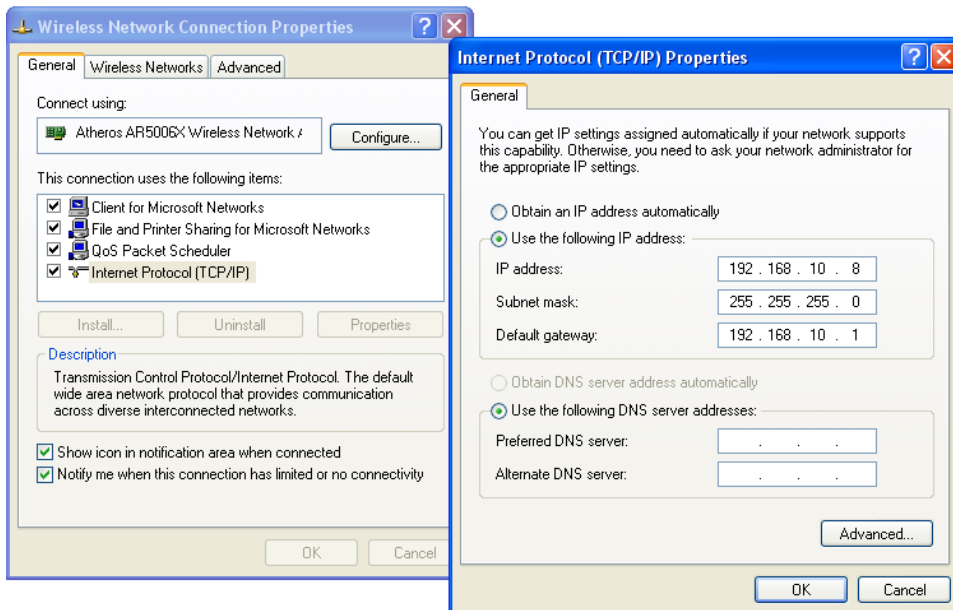 Wireless Network Connection Properties
General
Wireless Networks
Advanced
Connect using:
Atheros AR5006X Wireless Network A
Configure...
This connection uses the following items:
Client for Microsoft Networks
File and Printer Sharing for Microsoft Networks
QoS Packet Scheduler
Internet Protocol (TCP/IP)
Install...
Uninstall
Properties
Description
Transmission Control Protocol/Internet Protocol. The default
wide area network protocol that provides communication
across diverse interconnected networks.
Show icon in notification area when connected
Notify me when this connection has limited or no connectivity
OK
Cancel
Internet Protocol (TCP/IP) Properties
General
You can get IP settings assigned automatically if your network supports
this capability. Otherwise, you need to ask your network administrator for
the appropriate IP settings.
Obtain an IP address automatically
Use the following IP address:
IP address: 192 . 168 . 10 . 8
Subnet mask: 255 . 255 . 255 . 0
Default gateway: 192 . 168 . 10 . 1
Obtain DNS server address automatically
Use the following DNS server addresses:
Preferred DNS server: . . .
Alternate DNS server: . . .
Advanced...
OK
Cancel